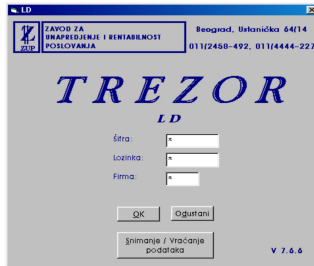 LD
ZAVOD ZA
UNAPREDJENJE I RENTABILNOST
POSLOVANJA
ZUP
Beograd, Ustanička 64/14
011/2458-492, 011/4444-227
TREZOR
LD
Šifra: *
Lozinka: *
Firma: *
OK Odustani
Snimanje / Vraćanje
podataka
V 7.6.6